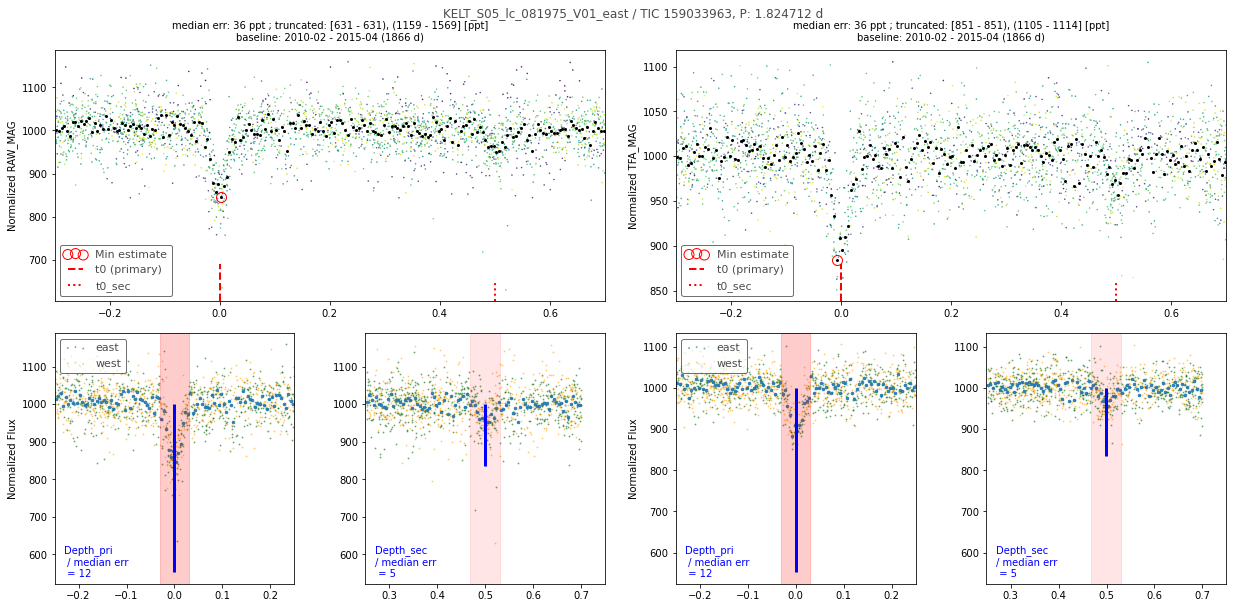 KELT_S05_lc_081975_V01_east / TIC 159033963, P: 1.824712 d
median err: 36 ppt ; truncated: [631 - 631), (1159 - 1569] [ppt]
baseline: 2010-02 - 2015-04 (1866 d)
median err: 36 ppt ; truncated: [851 - 851), (1105 - 1114] [ppt]
baseline: 2010-02 - 2015-04 (1866 d)
Normalized RAW_MAG
1100
1000
900
800
700
Min estimate
t0 (primary)
t0_sec
−0.2 0.0 0.2 0.4 0.6
Normalized TFA_MAG
1100
1050
1000
950
900
850
Min estimate
t0 (primary)
t0_sec
−0.2 0.0 0.2 0.4 0.6
Normalized Flux
1100
1000
900
800
700
600
east
west
Depth_pri
/ median err
= 12
−0.2 −0.1 0.0 0.1 0.2
1100
1000
900
800
700
600
Depth_sec
/ median err
= 5
0.3 0.4 0.5 0.6 0.7
Normalized Flux
1100
1000
900
800
700
600
east
west
Depth_pri
/ median err
= 12
−0.2 −0.1 0.0 0.1 0.2
1100
1000
900
800
700
600
Depth_sec
/ median err
= 5
0.3 0.4 0.5 0.6 0.7